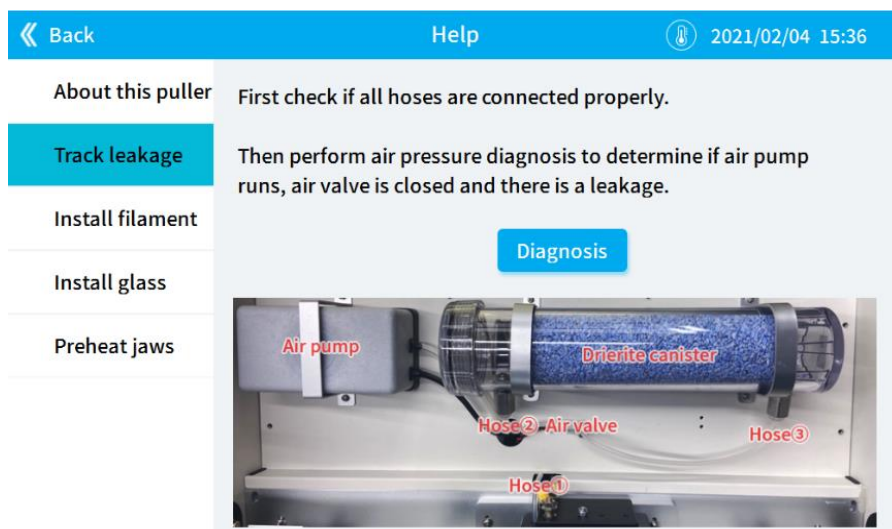 Back
Help
2021/02/04 15:36
About this puller
Track leakage
Install filament
Install glass
Preheat jaws
First check if all hoses are connected properly.
Then perform air pressure diagnosis to determine if air pump
runs, air valve is closed and there is a leakage.
Diagnosis
Air pump
Drierite canister
Hose② Air valve
Hose③
Hose①